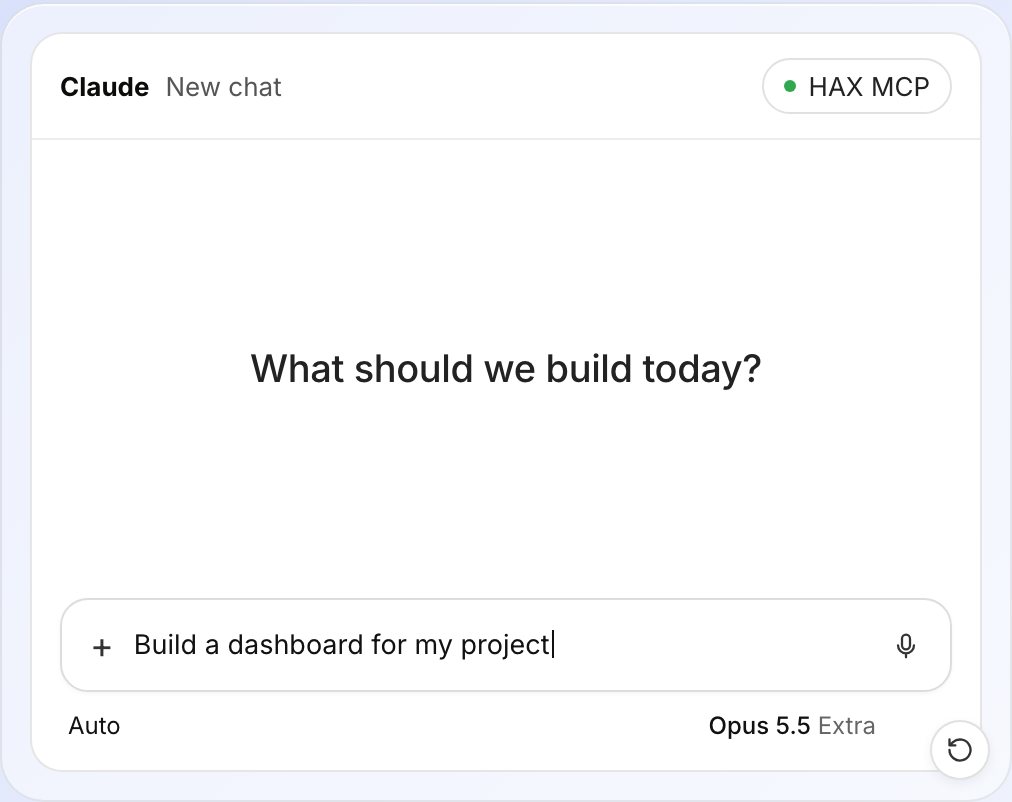 Claude New chat
HAX MCP
What should we build today?
Build a dashboard for my project
Auto
Opus 5.5 Extra